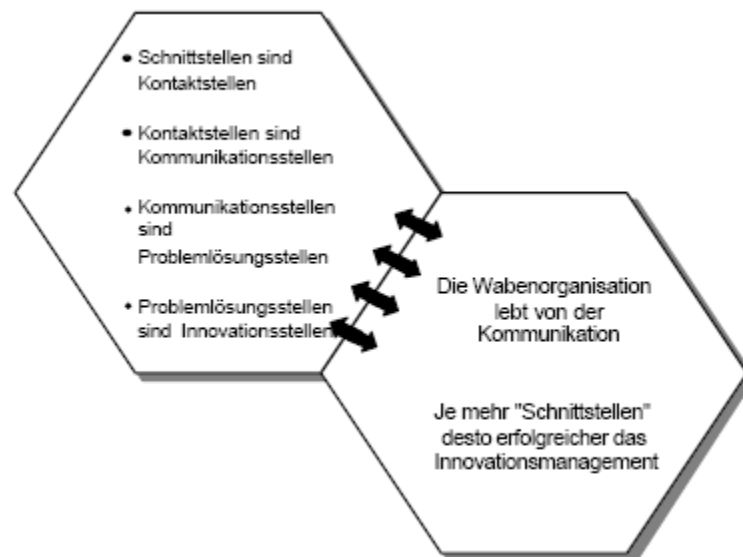 • Schnittstellen sind
Kontaktstellen
• Kontaktstellen sind
Kommunikationsstellen
• Kommunikationsstellen
sind
Problemlösungsstellen
• Problemlösungsstellen
sind Innovationsstellen
Die Wabenorganisation
lebt von der
Kommunikation
Je mehr "Schnittstellen"
desto erfolgreicher das
Innovationsmanagement